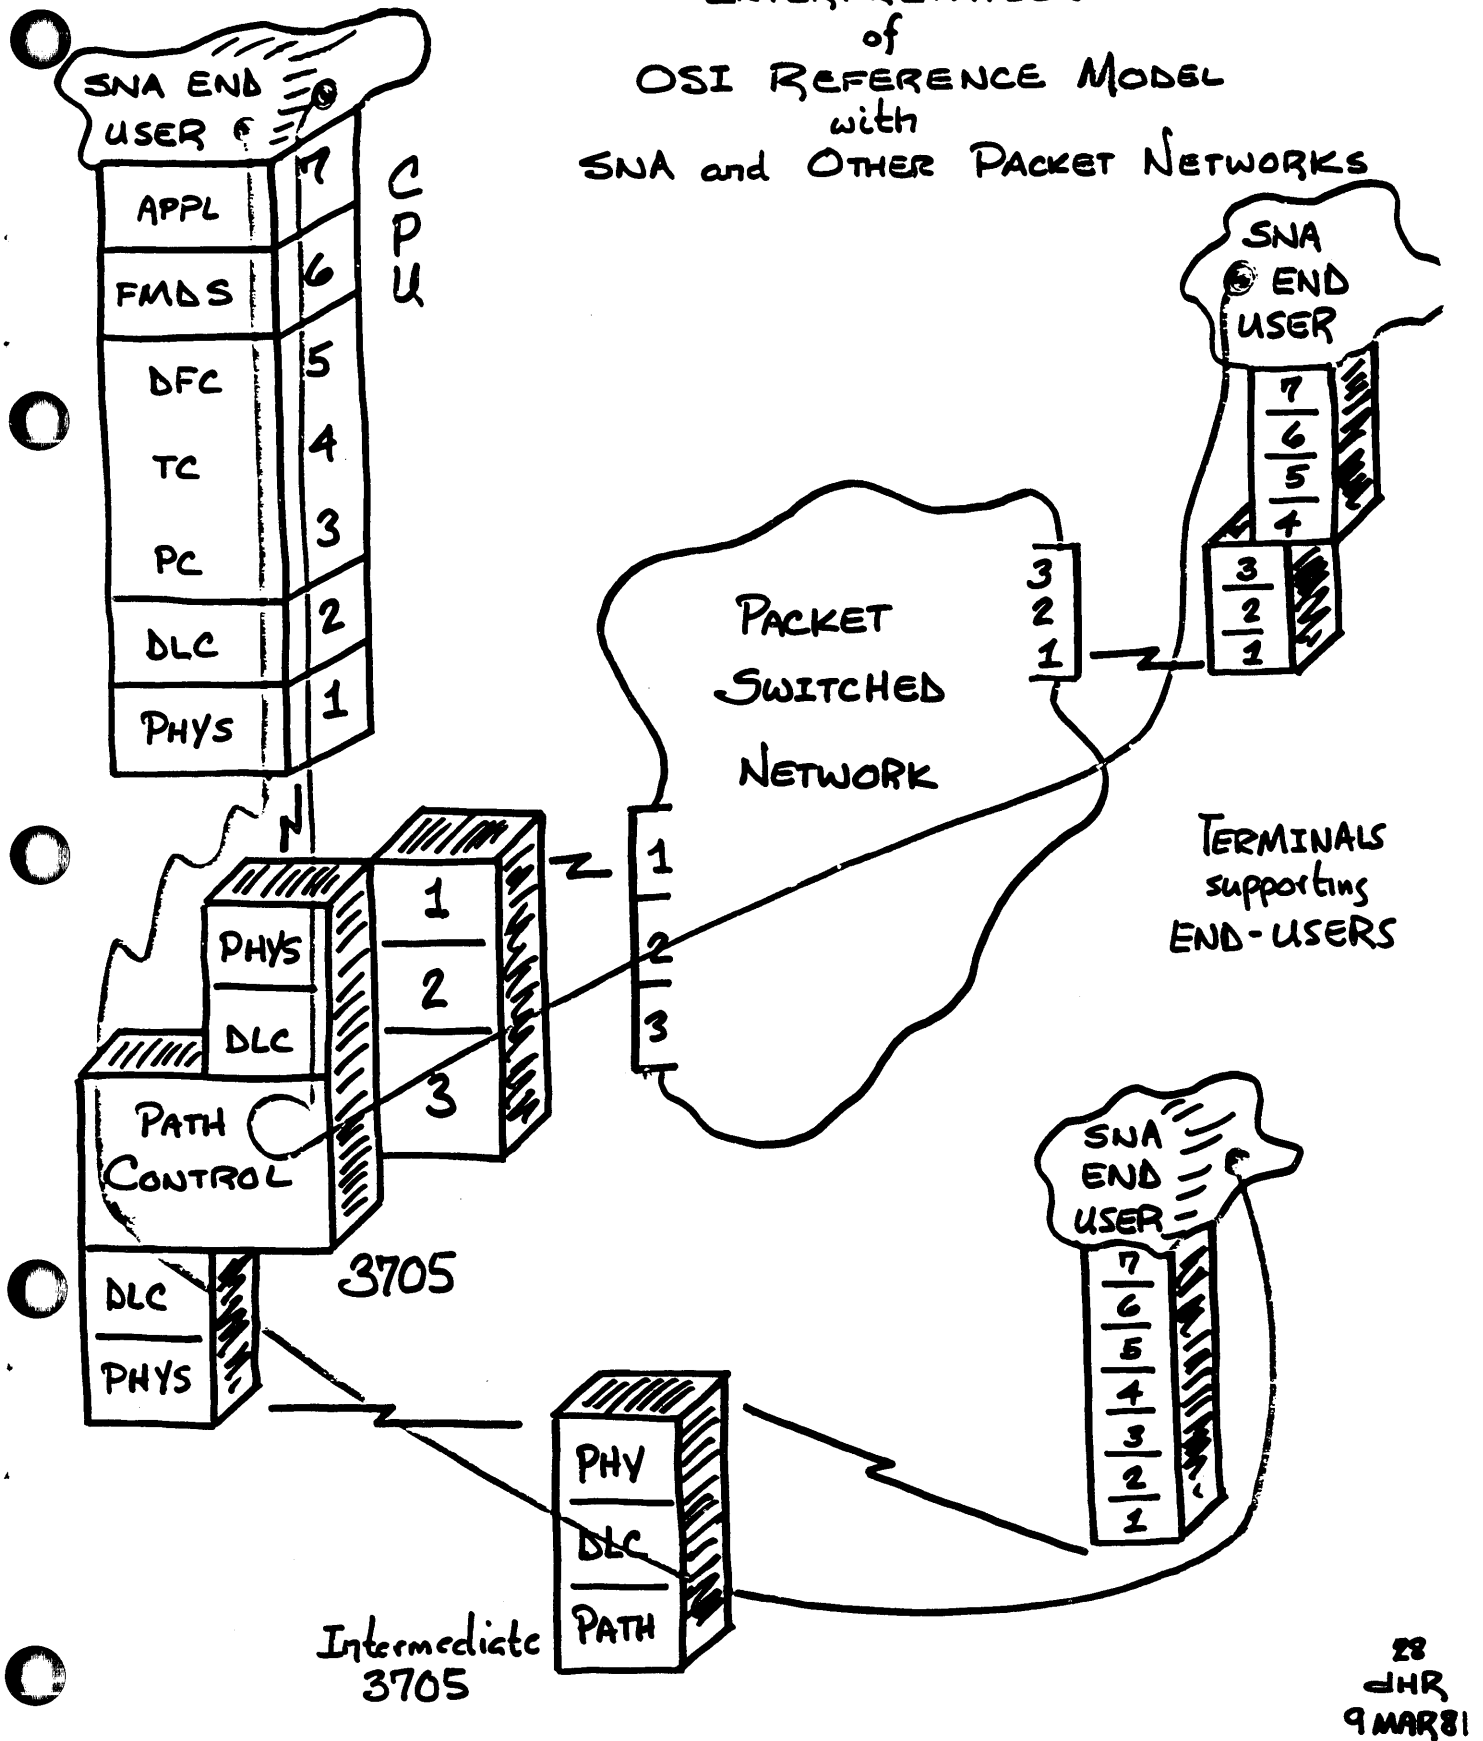 of
OSI REFERENCE MODEL
with
SNA and OTHER PACKET NETWORKS
SNA END
USER
APPL
7
FMDS
6
DFC
5
TC
4
PC
3
DLC
2
PHYS
1
C
P
U
SNA
END
USER
7
6
5
4
3
2
1
PACKET
SWITCHED
NETWORK
3
2
1
1
2
3
TERMINALS
supporting
END-USERS
PHYS
DLC
PATH
CONTROL
DLC
PHYS
1
2
3
3705
PHY
DLC
PATH
Intermediate
3705
SNA
END
USER
7
6
5
4
3
2
1
28
dHR
9 MAR 81